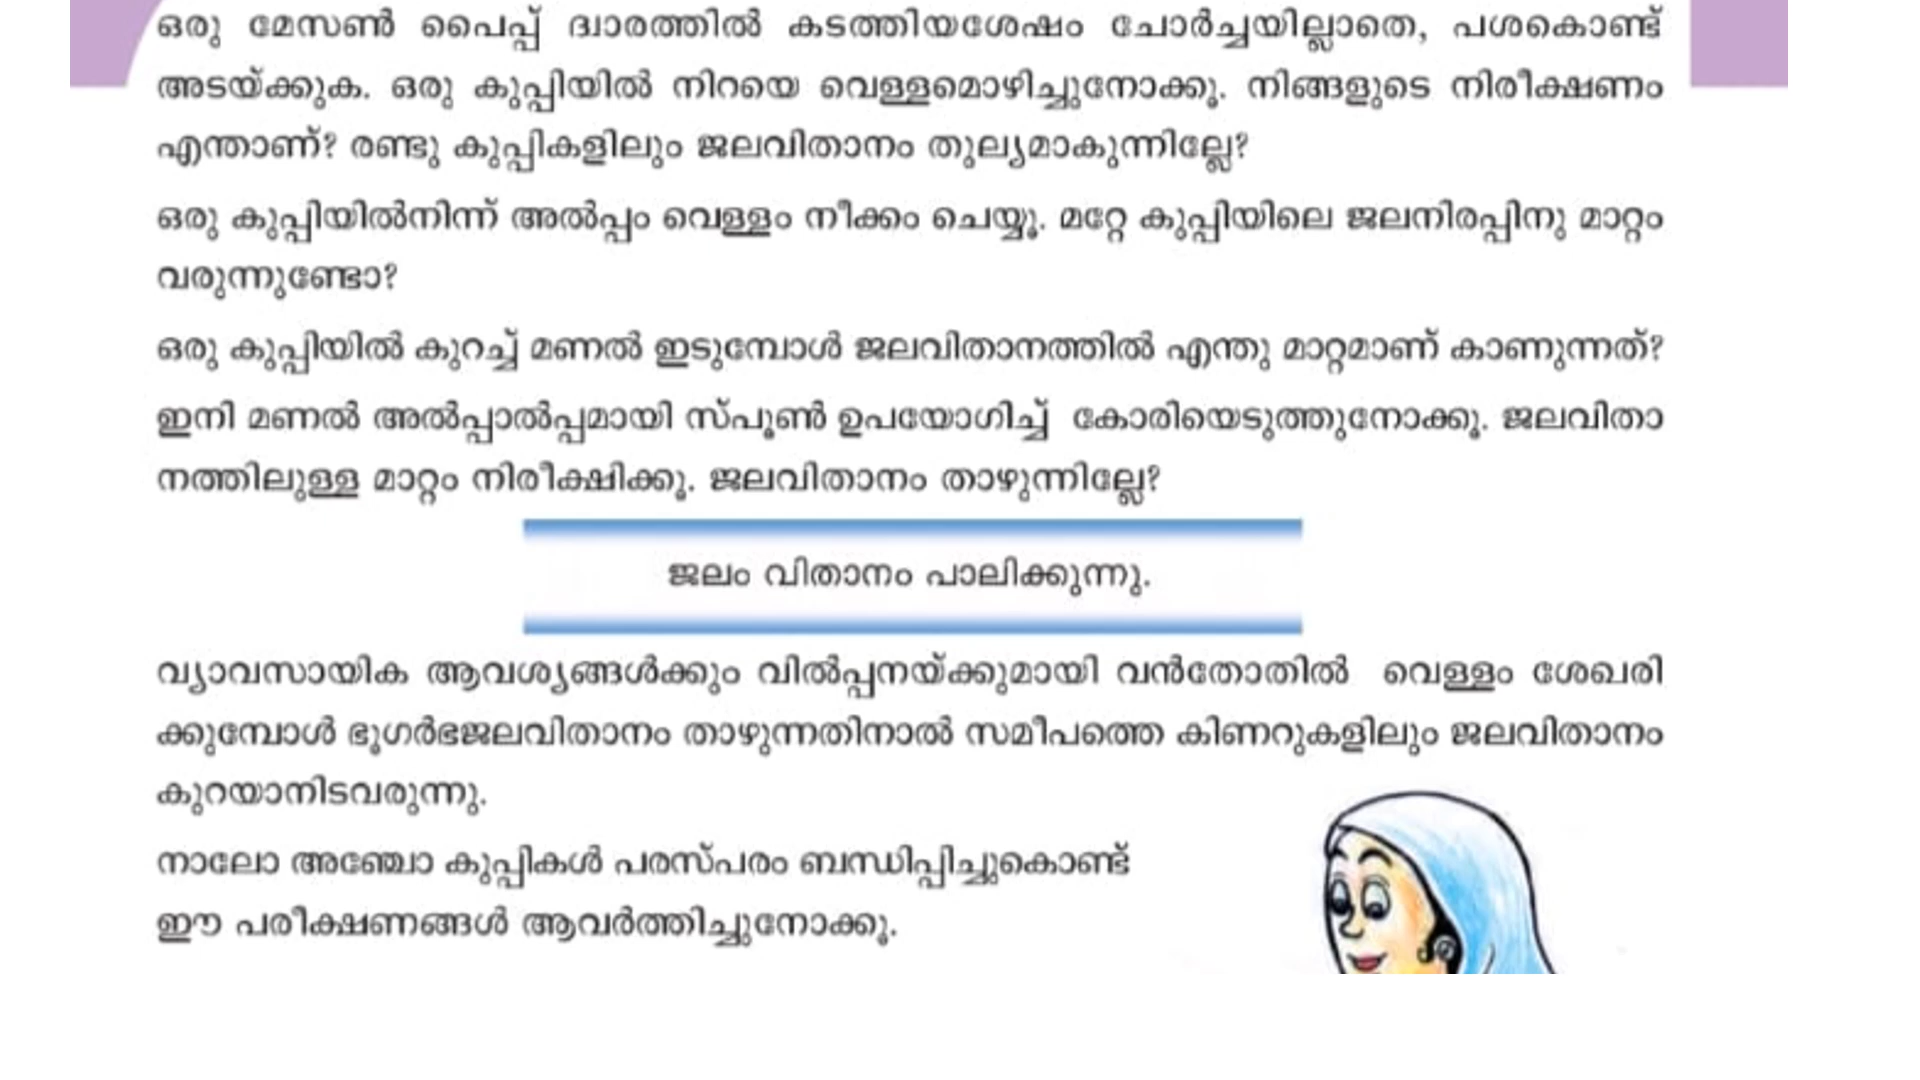 ഒരു മേസൺ പൈപ്പ് ദ്വാരത്തിൽ കടത്തിയശേഷം ചോർച്ചയില്ലാതെ, പശകൊണ്ട്
അടയ്ക്കുക. ഒരു കുപ്പിയിൽ നിറയെ വെള്ളമൊഴിച്ചുനോക്കൂ. നിങ്ങളുടെ നിരീക്ഷണം
എന്താണ്? രണ്ടു കുപ്പികളിലും ജലവിതാനം തുല്യമാകുന്നില്ലേ?
ഒരു കുപ്പിയിൽനിന്ന് അൽപ്പം വെള്ളം നീക്കം ചെയ്യൂ. മറ്റേ കുപ്പിയിലെ ജലനിരപ്പിനു മാറ്റം
വരുന്നുണ്ടോ?
ഒരു കുപ്പിയിൽ കുറച്ച് മണൽ ഇടുമ്പോൾ ജലവിതാനത്തിൽ എന്തു മാറ്റമാണ് കാണുന്നത്?
ഇനി മണൽ അൽപ്പാൽപ്പമായി സ്പൂൺ ഉപയോഗിച്ച് കോരിയെടുത്തുനോക്കൂ. ജലവിതാ
നത്തിലുള്ള മാറ്റം നിരീക്ഷിക്കൂ. ജലവിതാനം താഴുന്നില്ലേ?
ജലം വിതാനം പാലിക്കുന്നു.
വ്യാവസായിക ആവശ്യങ്ങൾക്കും വിൽപ്പനയ്ക്കുമായി വൻതോതിൽ വെള്ളം ശേഖരി
ക്കുമ്പോൾ ഭൂഗർഭജലവിതാനം താഴുന്നതിനാൽ സമീപത്തെ കിണറുകളിലും ജലവിതാനം
കുറയാനിടവരുന്നു.
നാലോ അഞ്ചോ കുപ്പികൾ പരസ്പരം ബന്ധിപ്പിച്ചുകൊണ്ട്
ഈ പരീക്ഷണങ്ങൾ ആവർത്തിച്ചുനോക്കൂ.